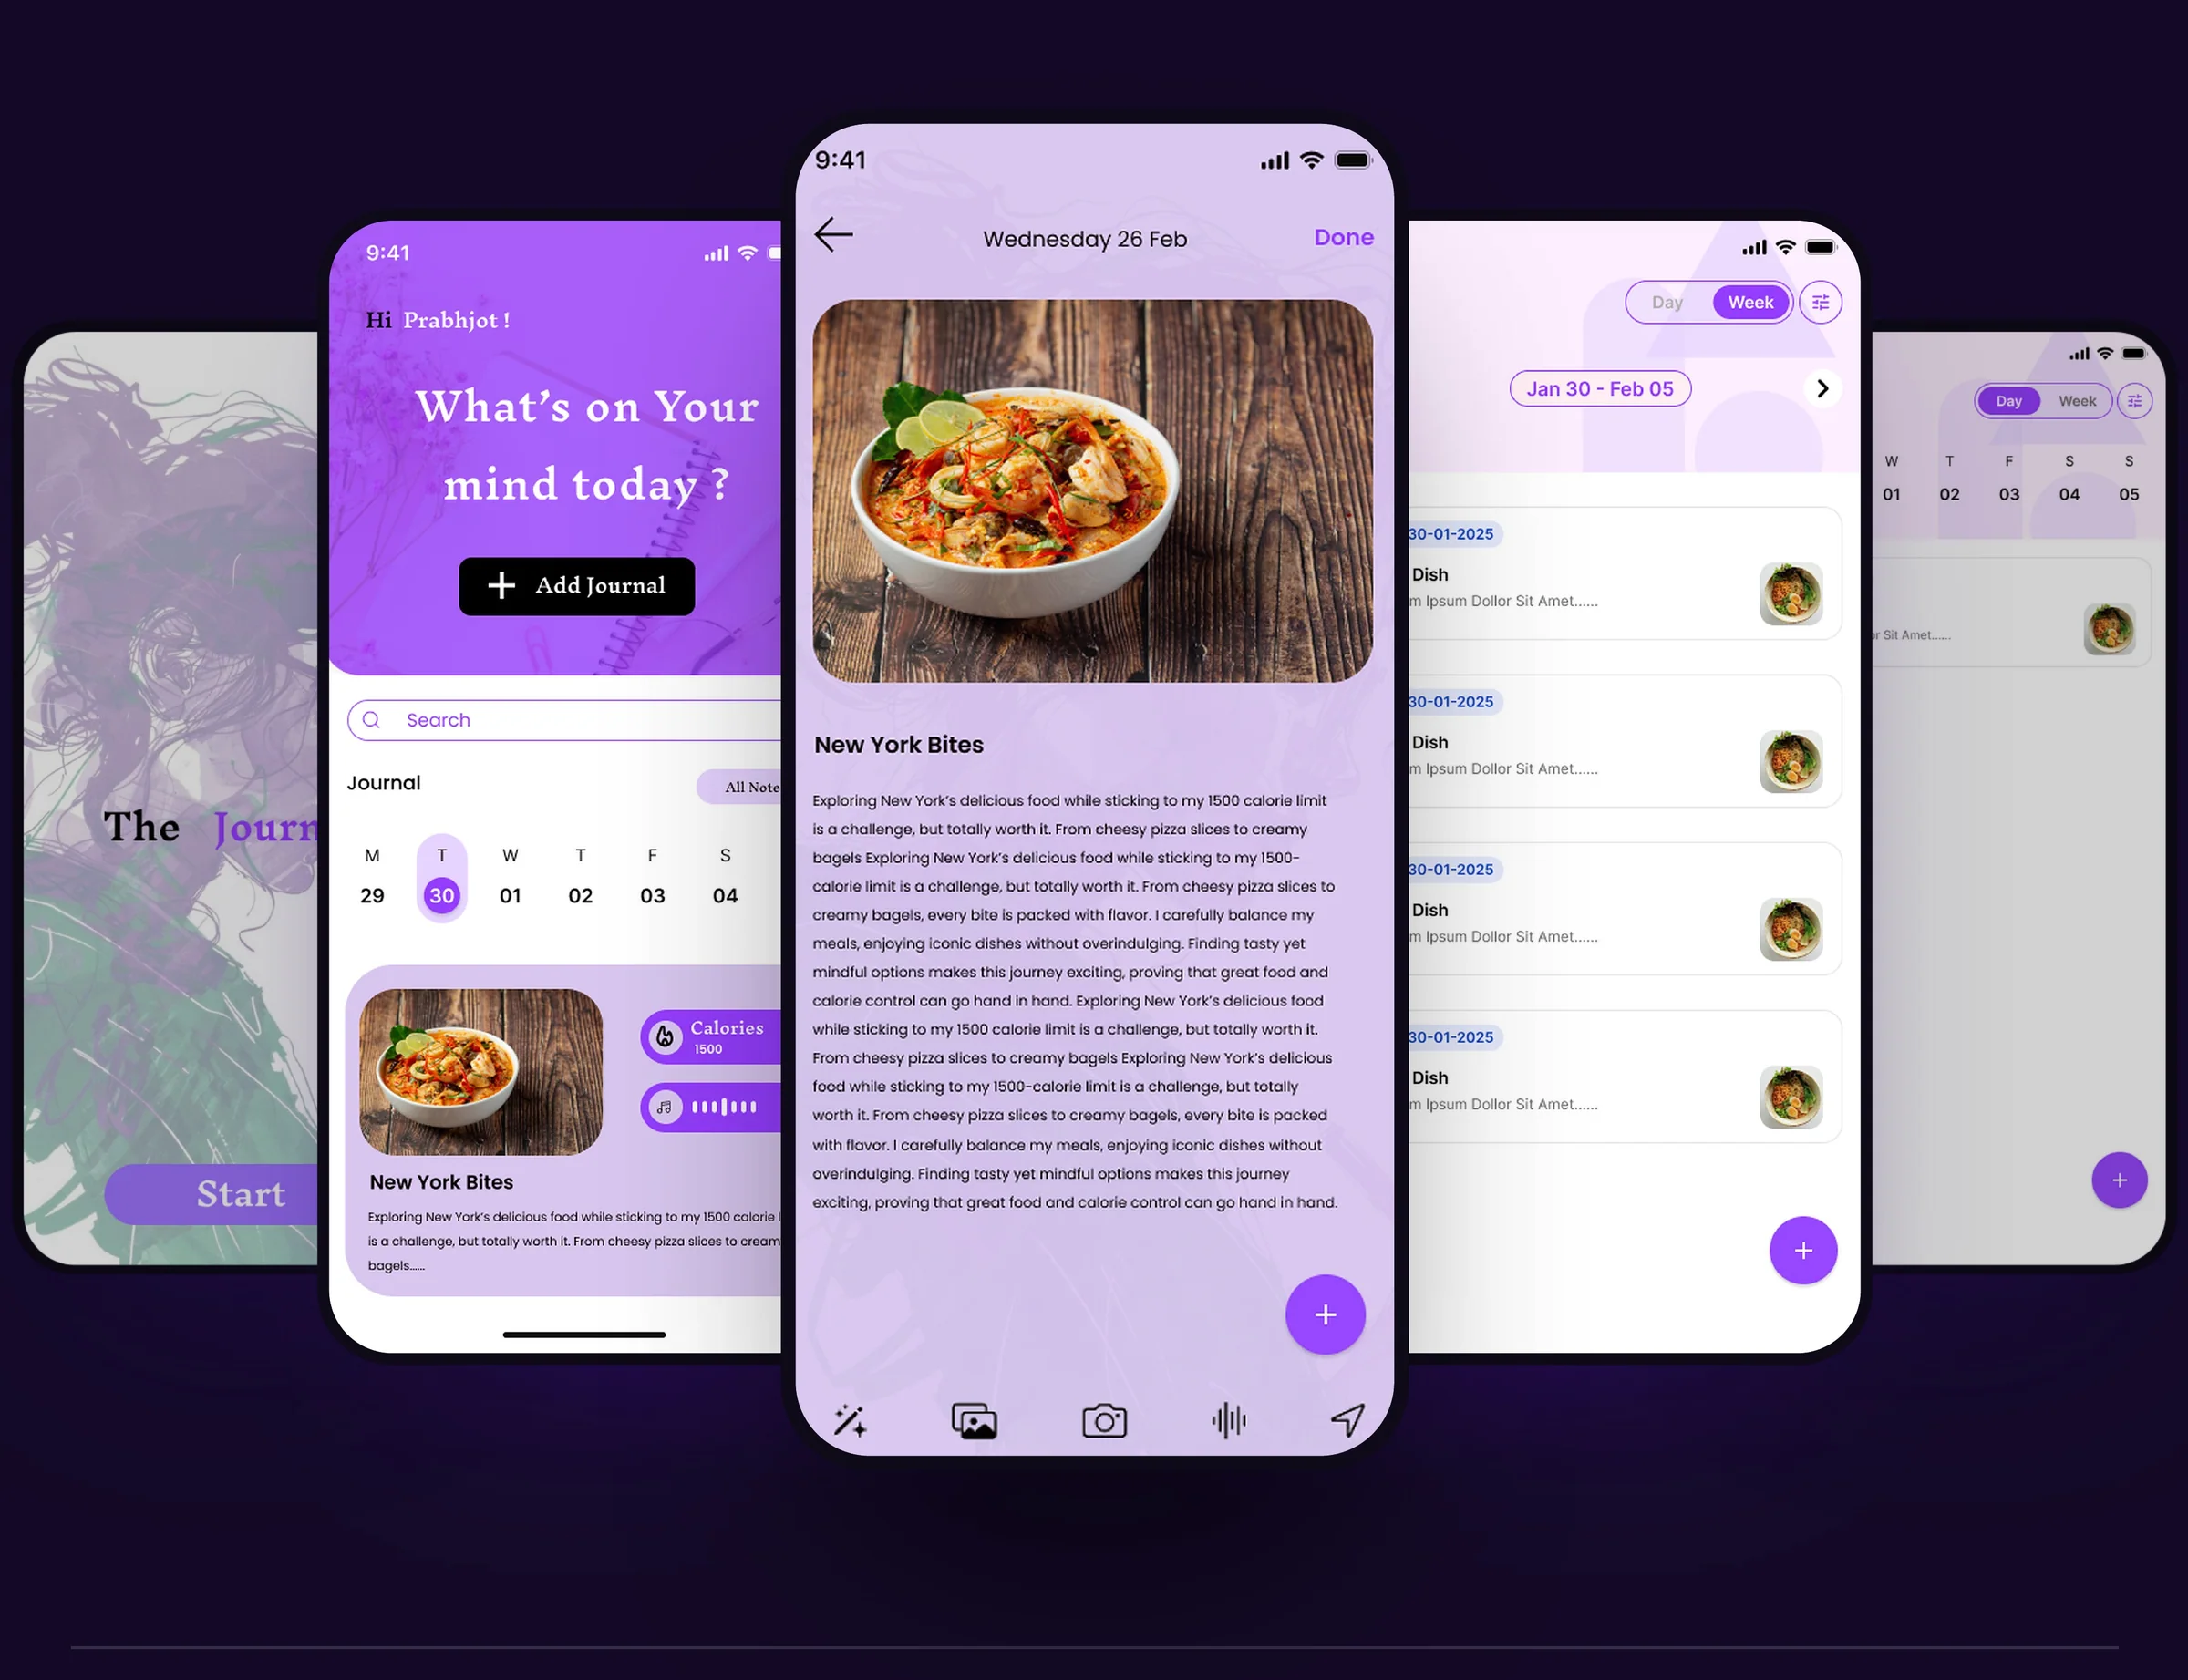 The Journ
Start
9:41
Hi Prabhjot !
What's on Your
mind today ?
+ Add Journal
Search
Journal
All Note
M T W T F S
29 30 01 02 03 04
Calories
1500
New York Bites
Exploring New York's delicious food while sticking to my 1500 calorie l
is a challenge, but totally worth it. From cheesy pizza slices to cream
bagels......
9:41
Wednesday 26 Feb
Done
New York Bites
Exploring New York's delicious food while sticking to my 1500 calorie limit
is a challenge, but totally worth it. From cheesy pizza slices to creamy
bagels Exploring New York's delicious food while sticking to my 1500-
calorie limit is a challenge, but totally worth it. From cheesy pizza slices to
creamy bagels, every bite is packed with flavor. I carefully balance my
meals, enjoying iconic dishes without overindulging. Finding tasty yet
mindful options makes this journey exciting, proving that great food and
calorie control can go hand in hand. Exploring New York's delicious food
while sticking to my 1500 calorie limit is a challenge, but totally worth it.
From cheesy pizza slices to creamy bagels Exploring New York's delicious
food while sticking to my 1500-calorie limit is a challenge, but totally
worth it. From cheesy pizza slices to creamy bagels, every bite is packed
with flavor. I carefully balance my meals, enjoying iconic dishes without
overindulging. Finding tasty yet mindful options makes this journey
exciting, proving that great food and calorie control can go hand in hand.
+
Day Week
Jan 30 - Feb 05
30-01-2025
Dish
m Ipsum Dollor Sit Amet......
30-01-2025
Dish
m Ipsum Dollor Sit Amet......
30-01-2025
Dish
m Ipsum Dollor Sit Amet......
30-01-2025
Dish
m Ipsum Dollor Sit Amet......
+
Day Week
W T F S S
01 02 03 04 05
or Sit Amet......
+